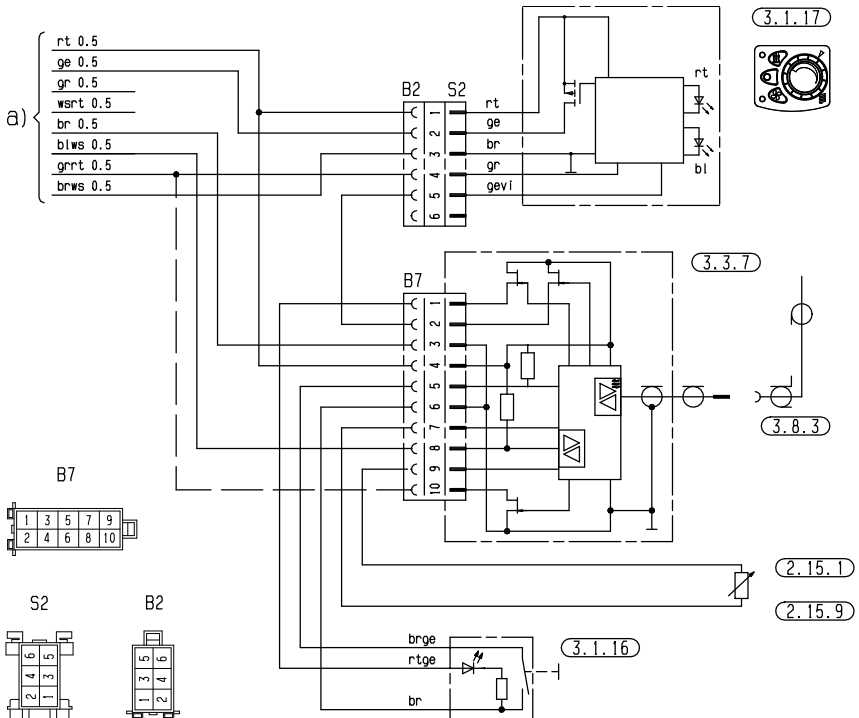 3.1.17
rt 0.5
ge 0.5
gr 0.5
wsrt 0.5
br 0.5
blws 0.5
grrt 0.5
brws 0.5
a)
B2 S2
1 rt
2 ge
3 br
4 gr
5 gevi
6
rt
bl
3.3.7
B7
1
2
3
4
5
6
7
8
9
10
3.8.3
B7
1 3 5 7 9
2 4 6 8 10
2.15.1
2.15.9
S2 B2
6 5
4 3
2 1
5 6
3 4
1 2
brge
rtge
br
3.1.16